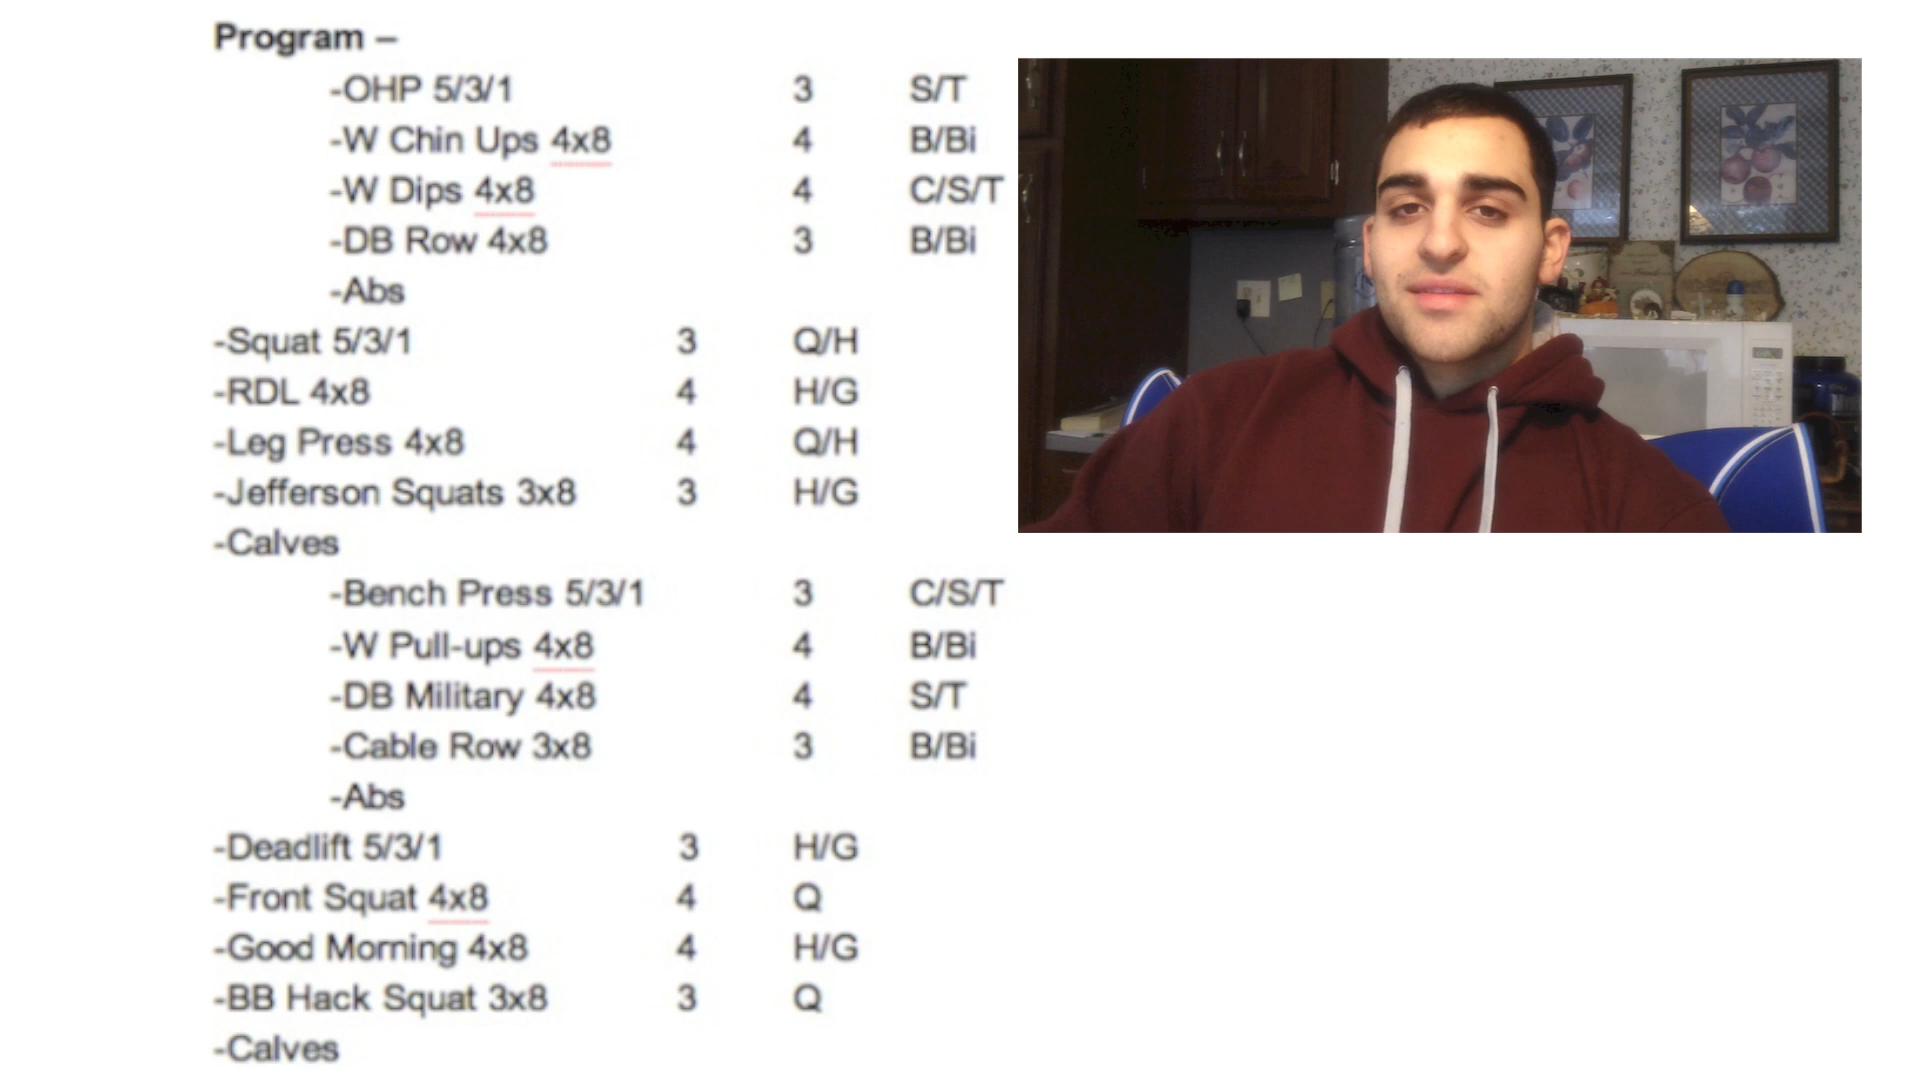 Program –
-OHP 5/3/1 3 S/T
-W Chin Ups 4x8 4 B/Bi
-W Dips 4x8 4 C/S/T
-DB Row 4x8 3 B/Bi
-Abs
-Squat 5/3/1 3 Q/H
-RDL 4x8 4 H/G
-Leg Press 4x8 4 Q/H
-Jefferson Squats 3x8 3 H/G
-Calves
-Bench Press 5/3/1 3 C/S/T
-W Pull-ups 4x8 4 B/Bi
-DB Military 4x8 4 S/T
-Cable Row 3x8 3 B/Bi
-Abs
-Deadlift 5/3/1 3 H/G
-Front Squat 4x8 4 Q
-Good Morning 4x8 4 H/G
-BB Hack Squat 3x8 3 Q
-Calves